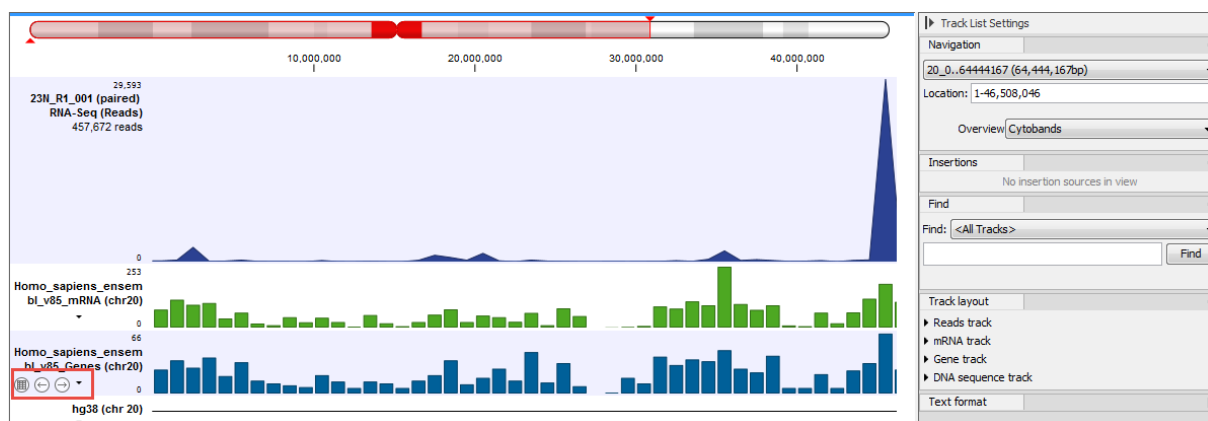 10,000,000 20,000,000 30,000,000 40,000,000
29,593
23N_R1_001 (paired)
RNA-Seq (Reads)
457,672 reads
0
253
Homo_sapiens_ensem
bl_v85_mRNA (chr20)
0
66
Homo_sapiens_ensem
bl_v85_Genes (chr20)
0
hg38 (chr 20)
Track List Settings
Navigation
20_0..64444167 (64,444,167bp)
Location: 1-46,508,046
Overview Cytobands
Insertions
No insertion sources in view
Find
Find: <All Tracks>
Find
Track layout
Reads track
mRNA track
Gene track
DNA sequence track
Text format